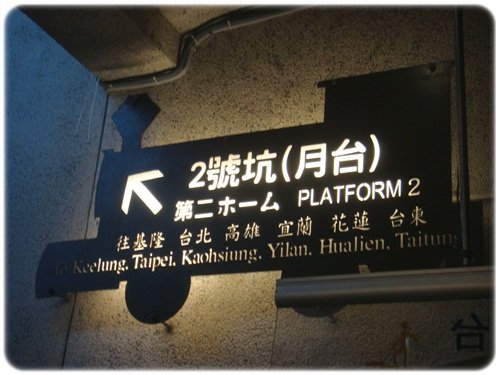 2號坑(月台)
第二ホーム PLATFORM 2
往基隆 台北 高雄 宜蘭 花蓮 台東
To Keelung, Taipei, Kaohsiung, Yilan, Hualien, Taitung
台